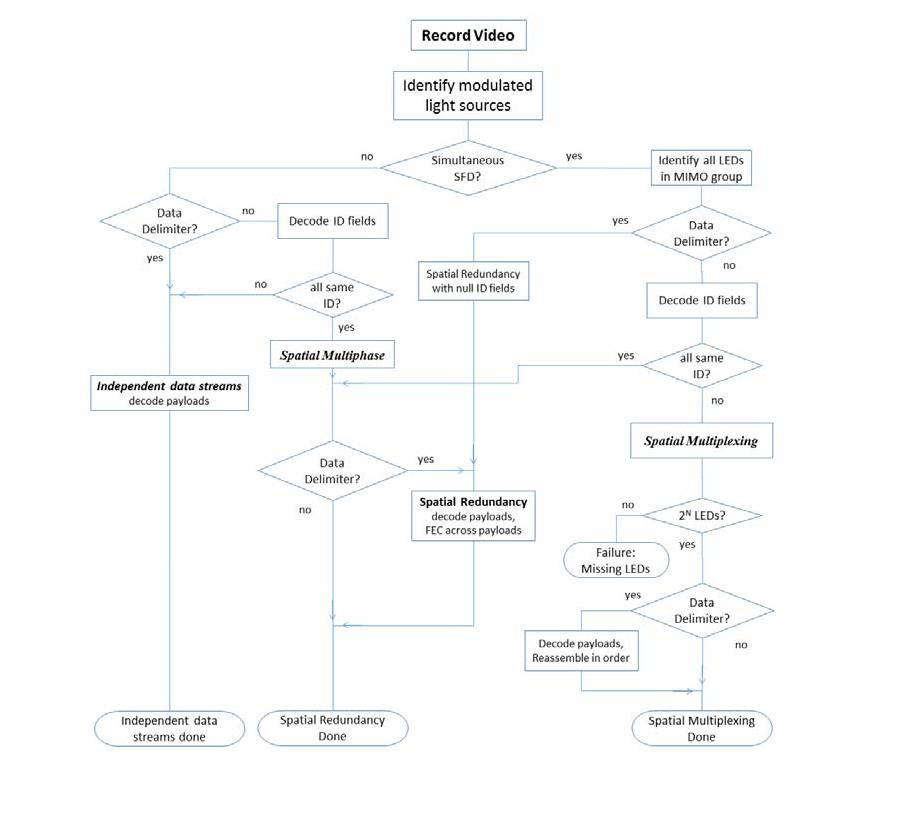 Record Video
Identify modulated
light sources
Simultaneous
SFD?
no
yes
Identify all LEDs
in MIMO group
Data
Delimiter?
no
yes
Decode ID fields
yes
Data
Delimiter?
no
Spatial Redundancy
with null ID fields
all same
ID?
no
yes
Decode ID fields
Spatial Multiphase
yes
all same
ID?
no
Independent data streams
decode payloads
Spatial Multiplexing
Data
Delimiter?
yes
no
Spatial Redundancy
decode payloads,
FEC across payloads
no
2ᴺ LEDs?
yes
Failure:
Missing LEDs
yes
Data
Delimiter?
no
Decode payloads,
Reassemble in order
Independent data
streams done
Spatial Redundancy
Done
Spatial Multiplexing
Done